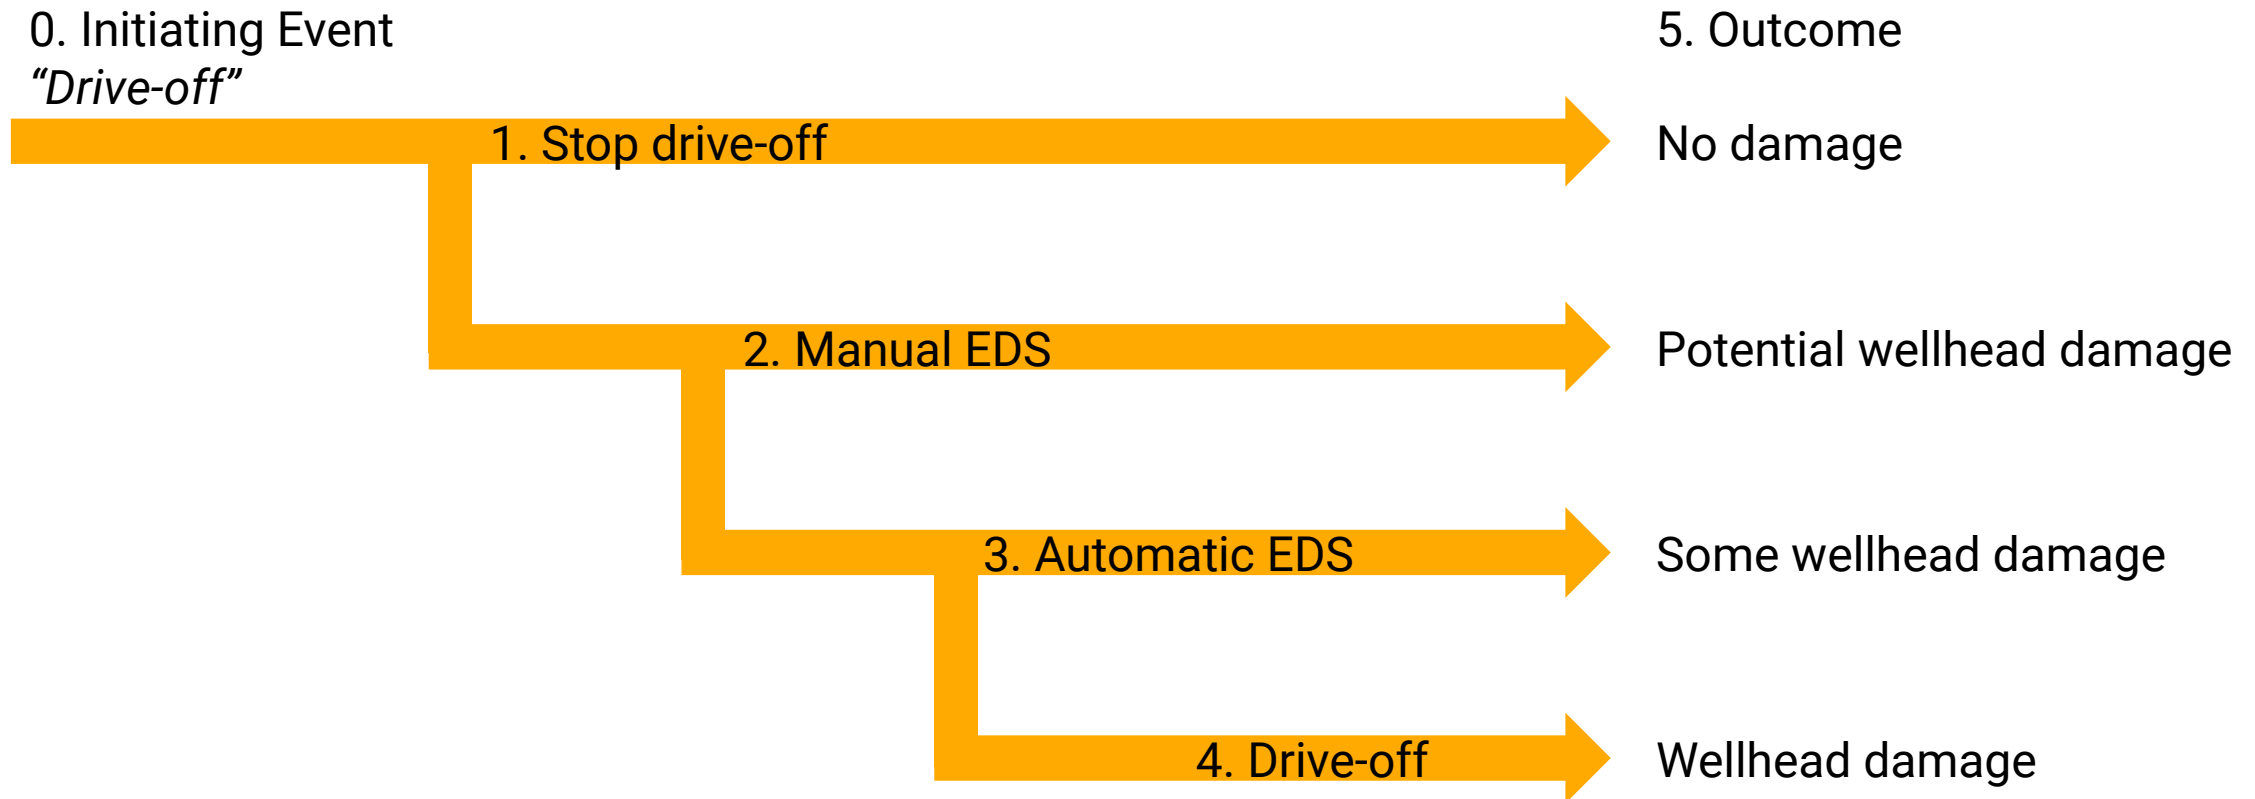 0. Initiating Event
“Drive-off”
5. Outcome
1. Stop drive-off
No damage
2. Manual EDS
Potential wellhead damage
3. Automatic EDS
Some wellhead damage
4. Drive-off
Wellhead damage